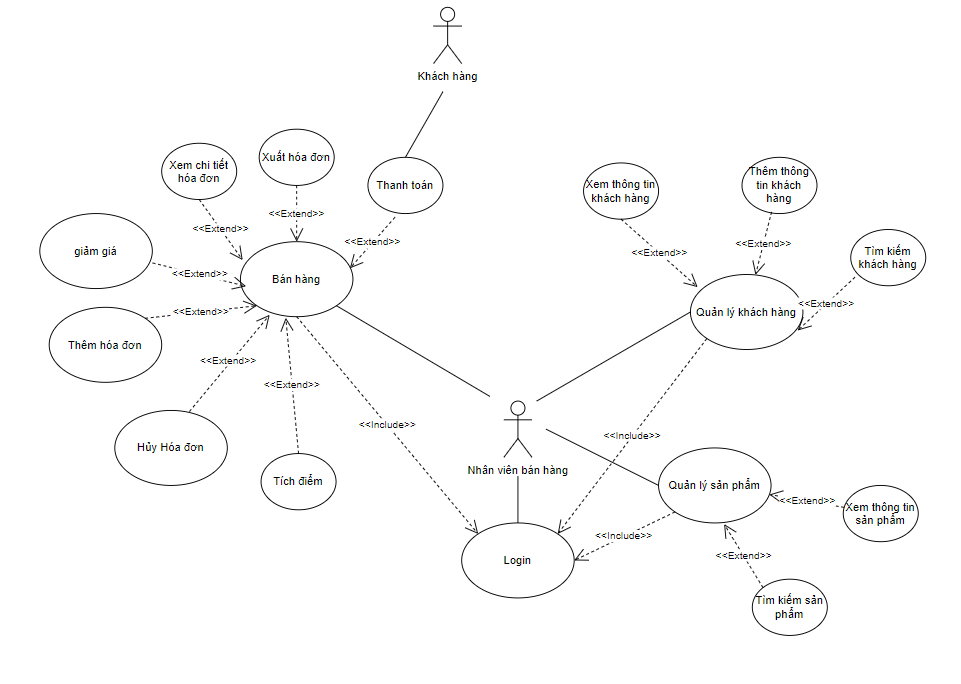 Khách hàng
Xem chi tiết
hóa đơn
Xuất hóa đơn
Thanh toán
Xem thông tin
khách hàng
Thêm thông
tin khách
hàng
<<Extend>>
<<Extend>>
<<Extend>>
<<Extend>>
<<Extend>>
giảm giá
Tìm kiếm
khách hàng
<<Extend>>
Bán hàng
<<Extend>>
<<Extend>>
Quản lý khách hàng
Thêm hóa đơn
<<Extend>>
<<Extend>>
<<Include>>
<<Include>>
Hủy Hóa đơn
Tích điểm
Nhân viên bán hàng
Quản lý sản phẩm
<<Extend>>
Xem thông tin
sản phẩm
<<Include>>
<<Extend>>
Login
Tìm kiếm sản
phẩm